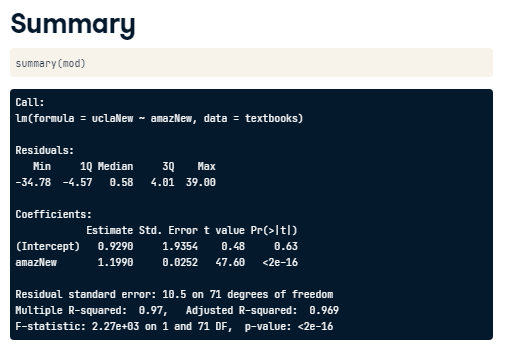 Summary
summary(mod)
Call:
lm(formula = uclaNew ~ amazNew, data = textbooks)
Residuals:
Min 1Q Median 3Q Max
-34.78 -4.57 0.58 4.01 39.00
Coefficients:
Estimate Std. Error t value Pr(>|t|)
(Intercept) 0.9290 1.9354 0.48 0.63
amazNew 1.1990 0.0252 47.60 <2e-16
Residual standard error: 10.5 on 71 degrees of freedom
Multiple R-squared: 0.97, Adjusted R-squared: 0.969
F-statistic: 2.27e+03 on 1 and 71 DF, p-value: <2e-16